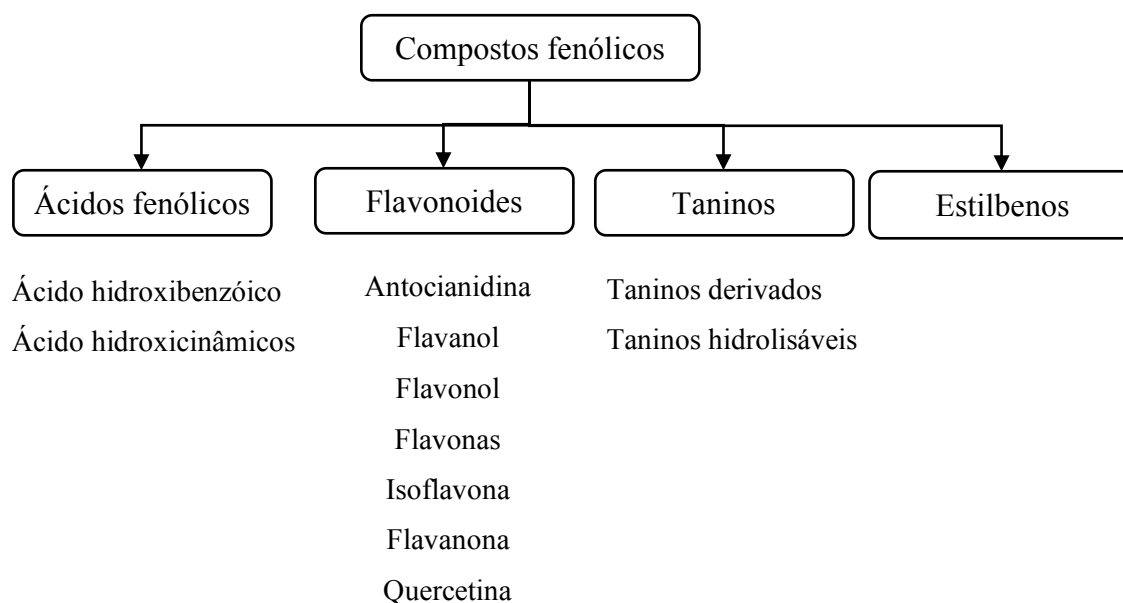 Compostos fenólicos
Ácidos fenólicos
Flavonoides
Taninos
Estilbenos
Ácido hidroxibenzóico
Ácido hidroxicinâmicos
Antocianidina
Flavanol
Flavonol
Flavonas
Isoflavona
Flavanona
Quercetina
Taninos derivados
Taninos hidrolisáveis